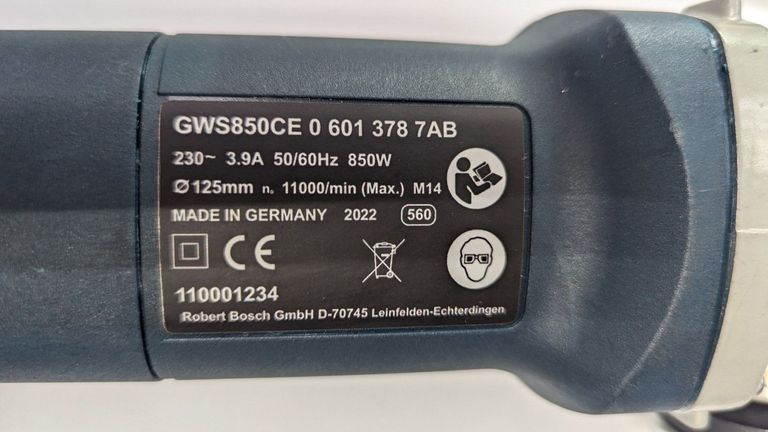 GWS850CE 0 601 378 7AB
230~ 3.9A 50/60Hz 850W
Ø125mm n₀ 11000/min (Max.) M14
MADE IN GERMANY 2022 560
CE
110001234
Robert Bosch GmbH D-70745 Leinfelden-Echterdingen